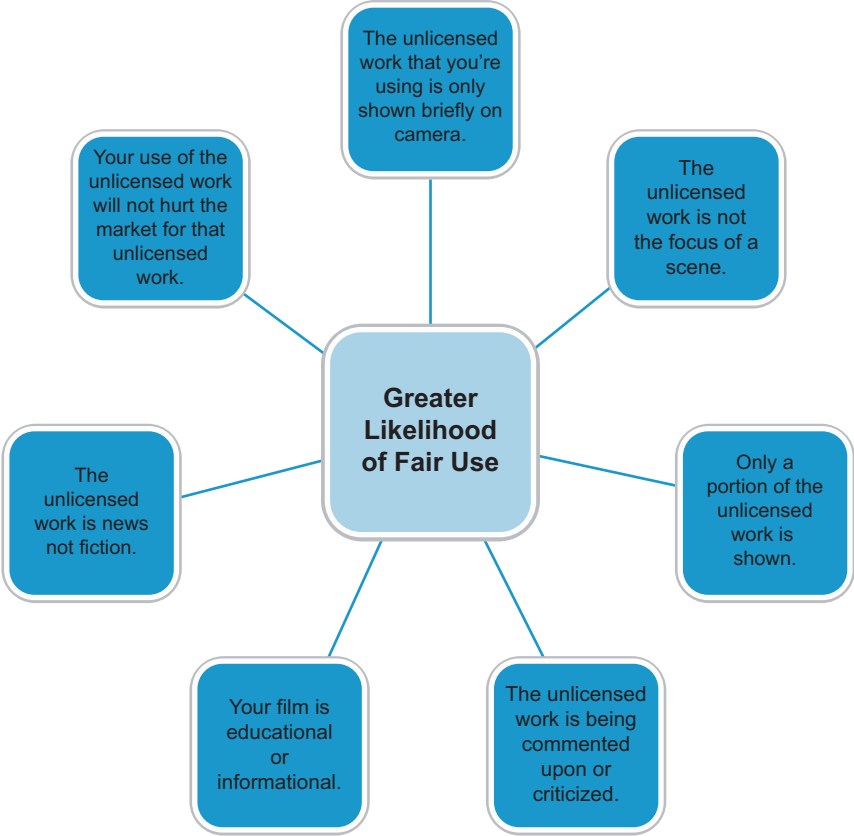 The unlicensed
work that you're
using is only
shown briefly on
camera.
The
unlicensed
work is not
the focus of a
scene.
Only a
portion of the
unlicensed
work is
shown.
The unlicensed
work is being
commented
upon or
criticized.
Your film is
educational
or
informational.
The
unlicensed
work is news
not fiction.
Your use of the
unlicensed work
will not hurt the
market for that
unlicensed
work.
Greater
Likelihood
of Fair Use